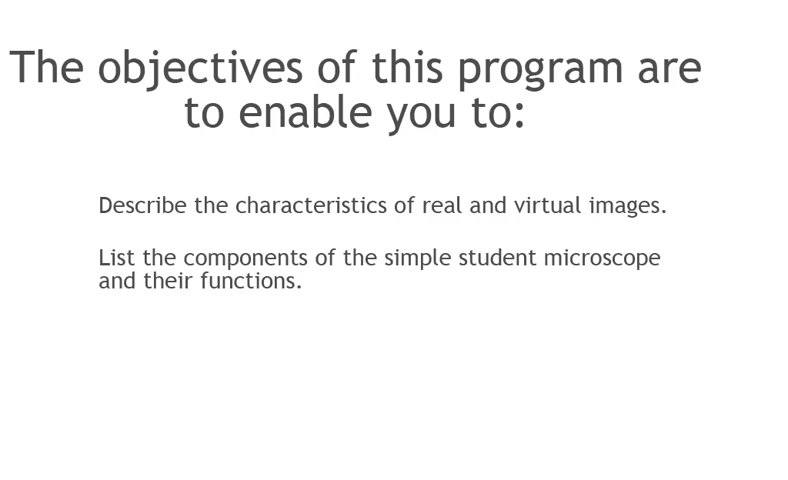 The objectives of this program are
to enable you to:
Describe the characteristics of real and virtual images.
List the components of the simple student microscope
and their functions.